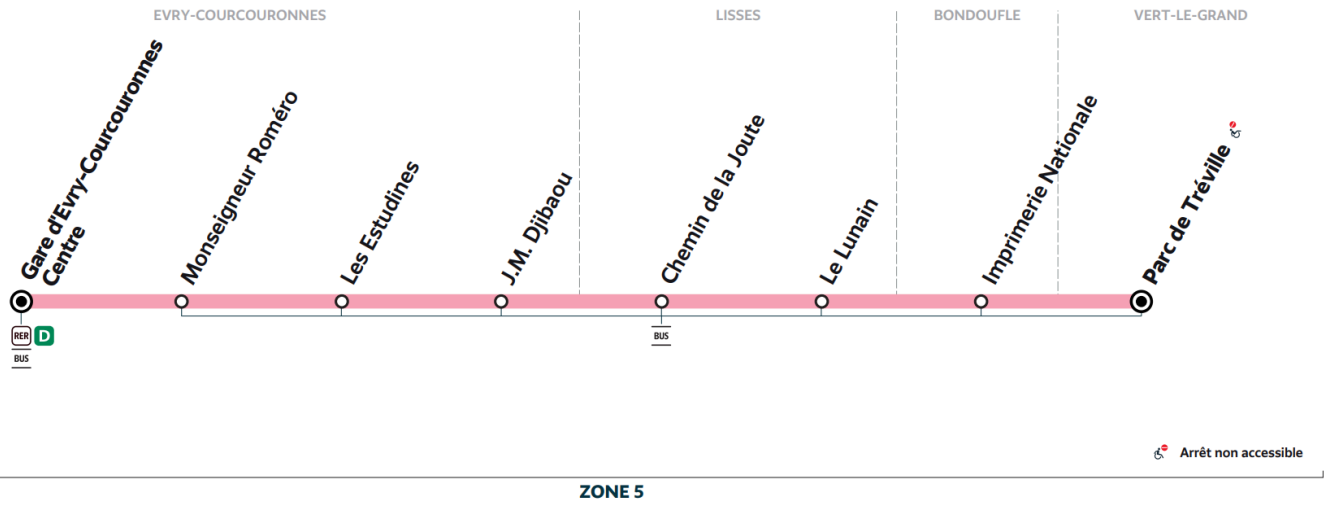 EVRY-COURCOURONNES
LISSES
BONDOUFLE
VERT-LE-GRAND
Gare d'Evry-Courcouronnes
Centre
Monseigneur Roméro
Les Estudines
J.M. Djibaou
Chemin de la Joute
Le Lunain
Imprimerie Nationale
Parc de Tréville
RER D
BUS
BUS
Arrêt non accessible
ZONE 5